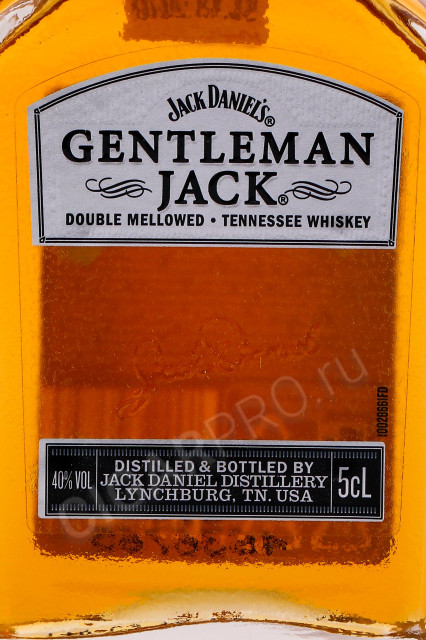 JACK DANIEL'S®
GENTLEMAN
JACK®
DOUBLE MELLOWED • TENNESSEE WHISKEY
40% VOL
DISTILLED & BOTTLED BY
JACK DANIEL DISTILLERY
LYNCHBURG, TN. USA
5cL